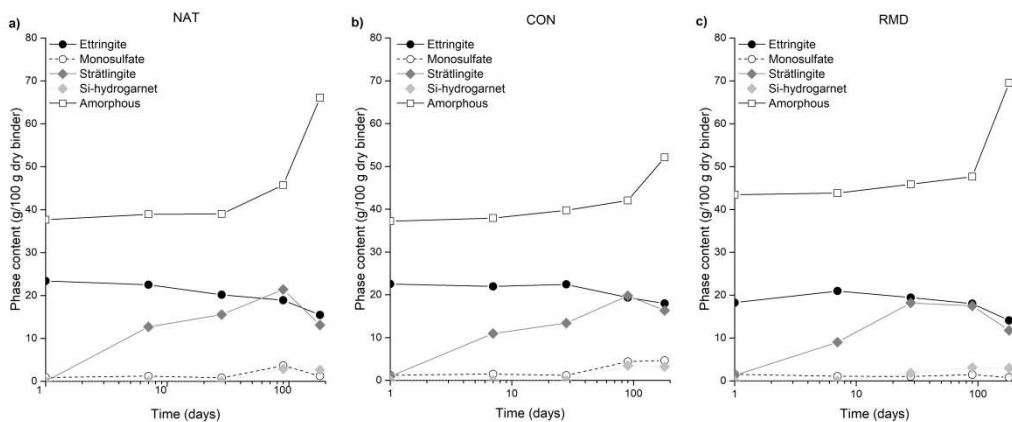 a)
NAT
Phase content (g/100 g dry binder)
80
70
60
50
40
30
20
10
0
Ettringite
Monosulfate
Strätlingite
Si-hydrogarnet
Amorphous
1
10
100
Time (days)
b)
CON
Phase content (g/100 g dry binder)
80
70
60
50
40
30
20
10
0
Ettringite
Monosulfate
Strätlingite
Si-hydrogarnet
Amorphous
1
10
100
Time (days)
c)
RMD
Phase content (g/100 g dry binder)
80
70
60
50
40
30
20
10
0
Ettringite
Monosulfate
Strätlingite
Si-hydrogarnet
Amorphous
1
10
100
Time (days)